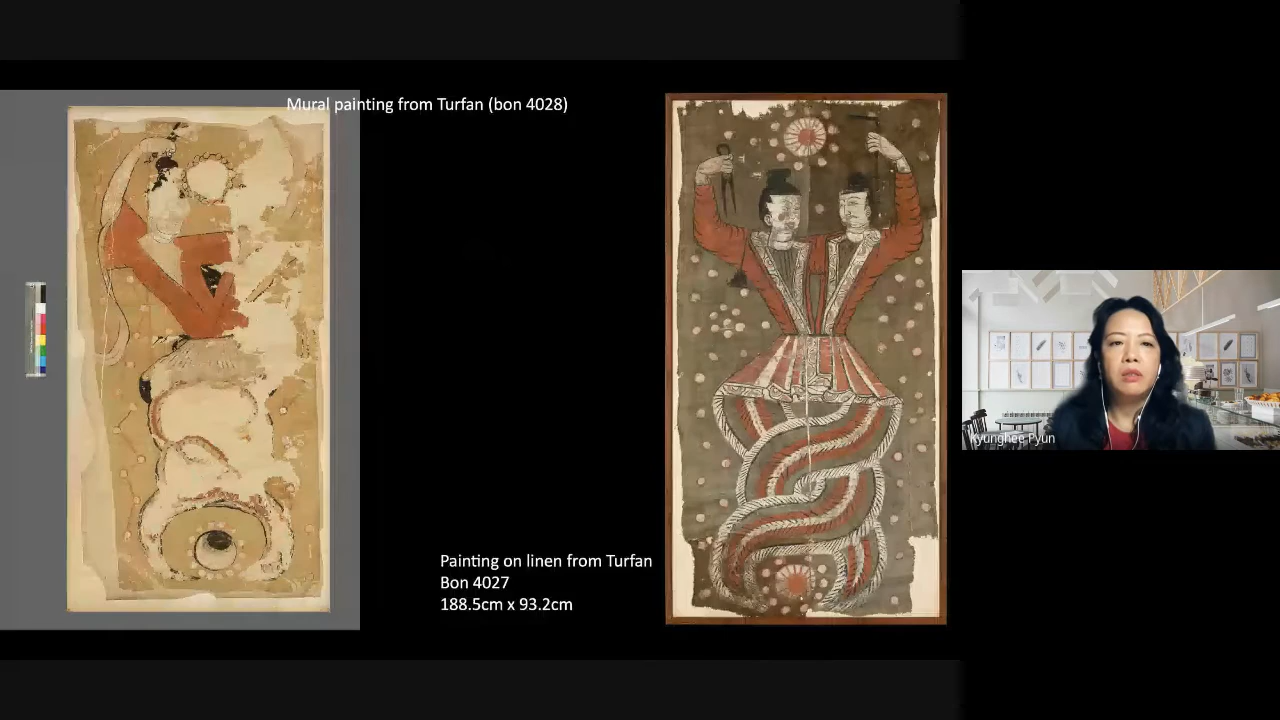 Mural painting from Turfan (bon 4028)
Painting on linen from Turfan
Bon 4027
188.5cm x 93.2cm
Kyunghee Pyun